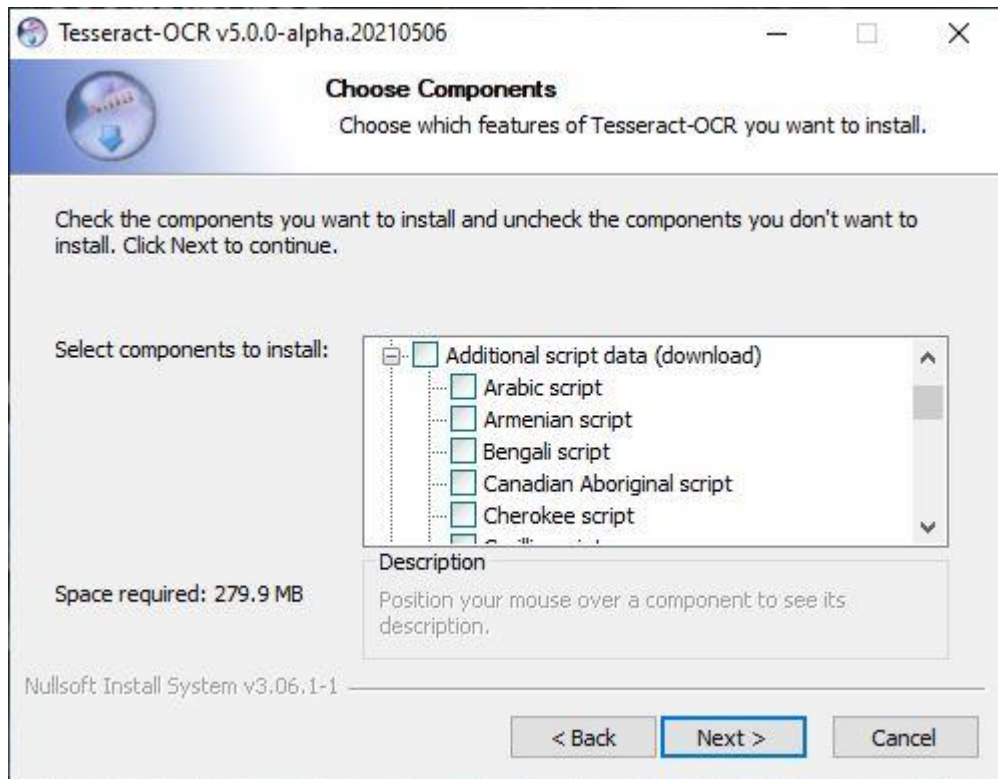 Tesseract-OCR v5.0.0-alpha.20210506
Choose Components
Choose which features of Tesseract-OCR you want to install.
Check the components you want to install and uncheck the components you don't want to
install. Click Next to continue.
Select components to install:
Additional script data (download)
Arabic script
Armenian script
Bengali script
Canadian Aboriginal script
Cherokee script
Space required: 279.9 MB
Description
Position your mouse over a component to see its
description.
Nullsoft Install System v3.06.1-1
< Back
Next >
Cancel